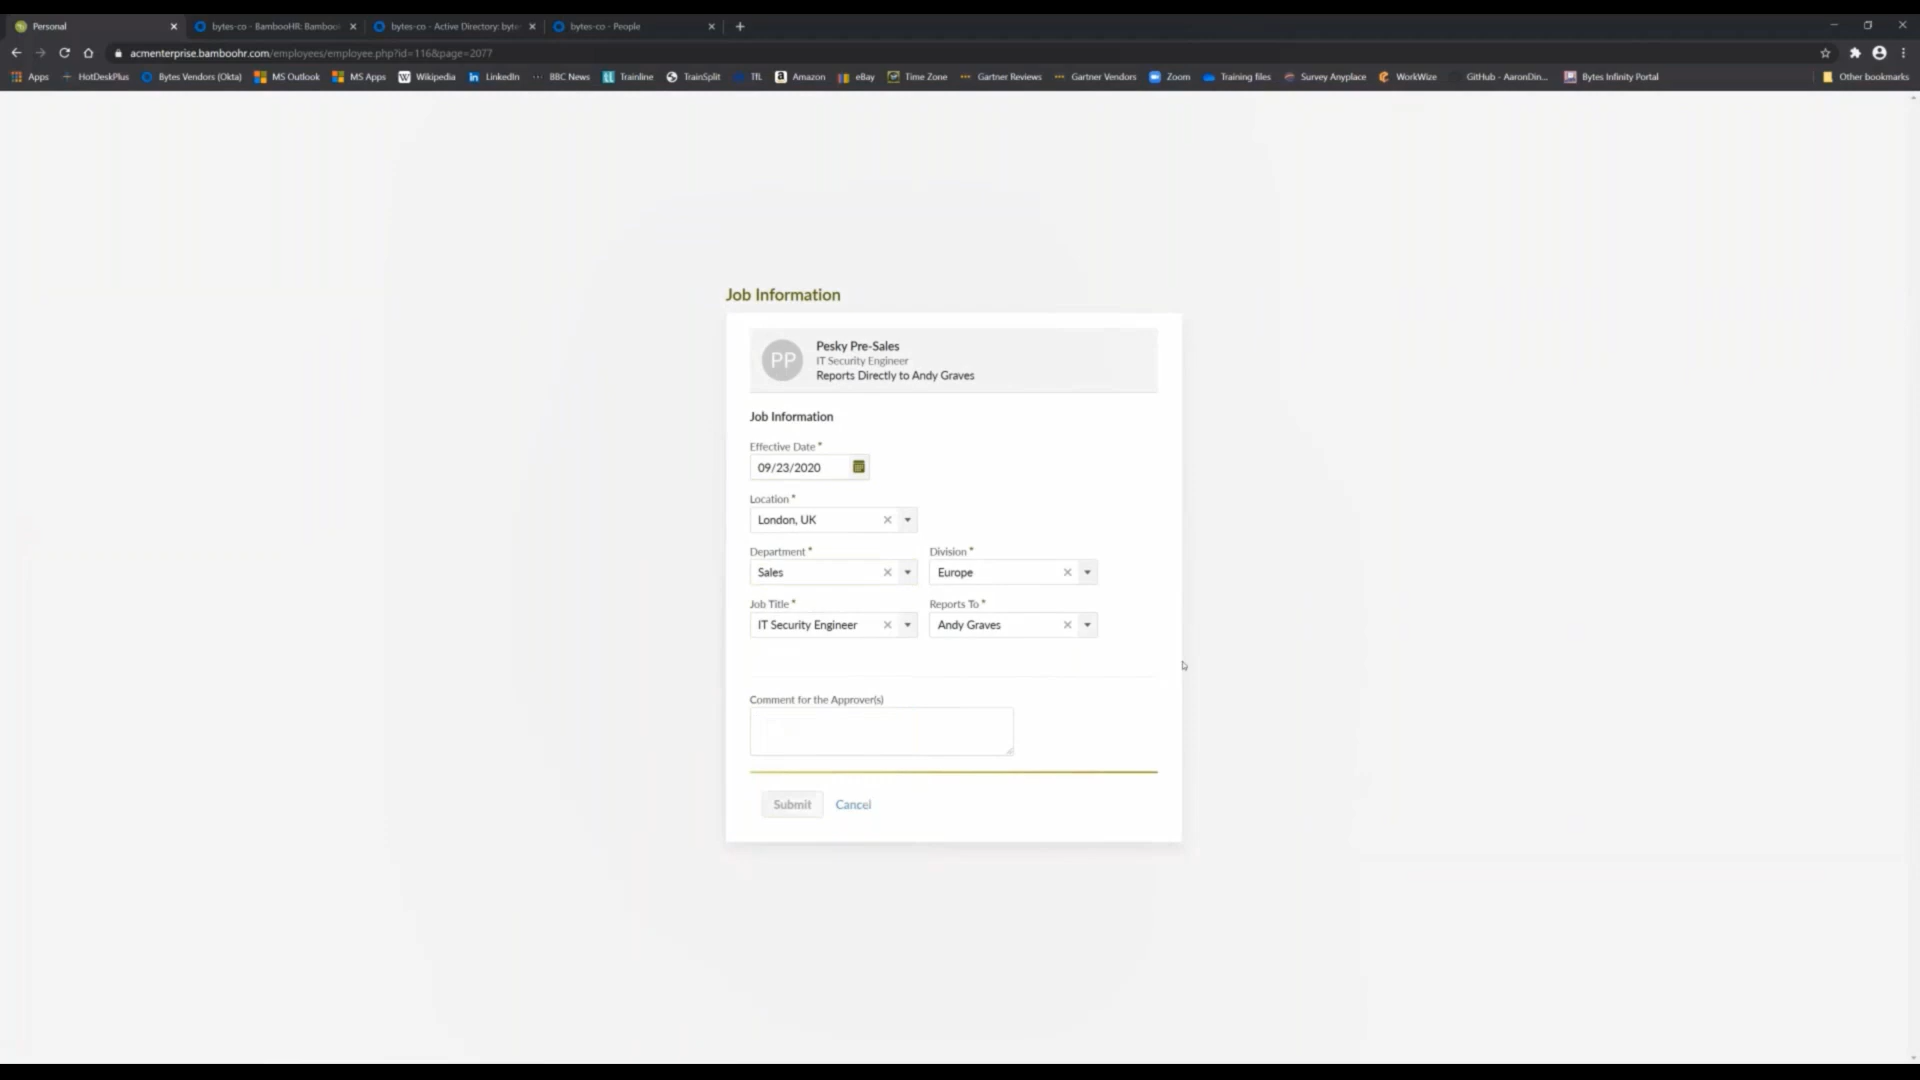 Personal
bytes-co - BambooHR: Bamboo
bytes-co - Active Directory: byte
bytes-co - People
acmenterprise.bamboohr.com/employees/employee.php?id=116&page=2077
Apps
HotDeskPlus
Bytes Vendors (Okta)
MS Outlook
MS Apps
Wikipedia
LinkedIn
BBC News
Trainline
TrainSplit
TfL
Amazon
eBay
Time Zone
Gartner Reviews
Gartner Vendors
Zoom
Training files
Survey Anyplace
WorkWize
GitHub - AaronDin...
Bytes Infinity Portal
Other bookmarks
Job Information
PP
Pesky Pre-Sales
IT Security Engineer
Reports Directly to Andy Graves
Job Information
Effective Date *
09/23/2020
Location *
London, UK
Department *
Division *
Sales
Europe
Job Title *
Reports To *
IT Security Engineer
Andy Graves
Comment for the Approver(s)
Submit
Cancel